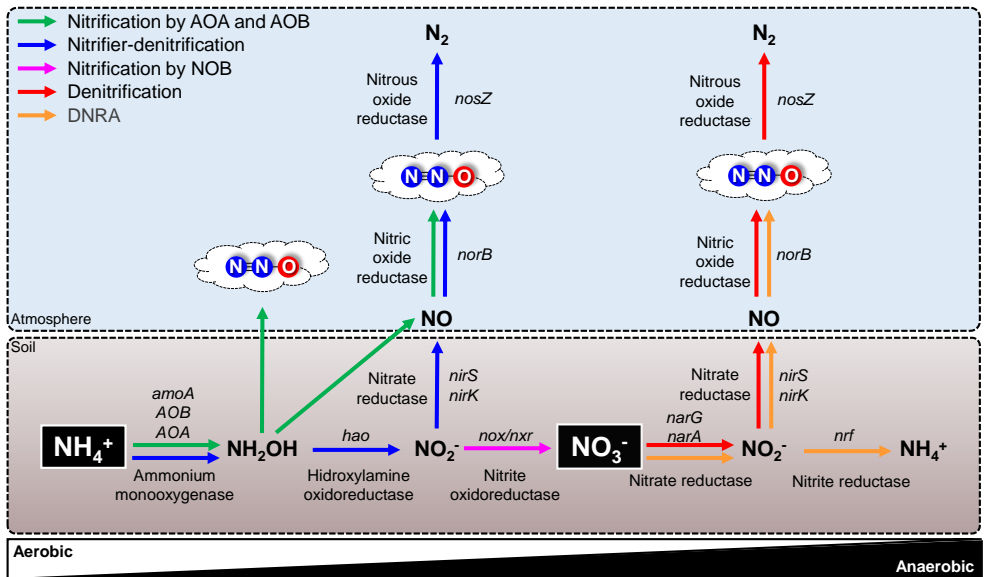 Nitrification by AOA and AOB
Nitrifier-denitrification
Nitrification by NOB
Denitrification
DNRA
N2
Nitrous
oxide
reductase
nosZ
N≡N-O
Nitric
oxide
reductase
norB
NO
N2
Nitrous
oxide
reductase
nosZ
N≡N-O
Nitric
oxide
reductase
norB
NO
N≡N-O
Atmosphere
Soil
NH4+
amoA
AOB
AOA
Ammonium
monooxygenase
NH2OH
hao
Hidroxylamine
oxidoreductase
Nitrate
reductase
nirS
nirK
NO2-
nox/nxr
Nitrite
oxidoreductase
NO3-
narG
narA
Nitrate reductase
Nitrate
reductase
nirS
nirK
NO2-
nrf
Nitrite reductase
NH4+
Aerobic
Anaerobic